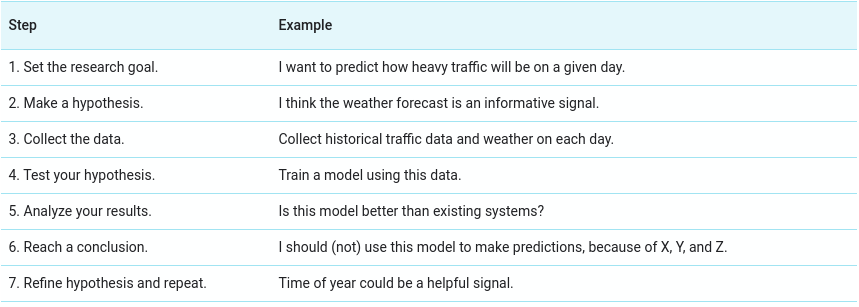 Step Example
1. Set the research goal. I want to predict how heavy traffic will be on a given day.
2. Make a hypothesis. I think the weather forecast is an informative signal.
3. Collect the data. Collect historical traffic data and weather on each day.
4. Test your hypothesis. Train a model using this data.
5. Analyze your results. Is this model better than existing systems?
6. Reach a conclusion. I should (not) use this model to make predictions, because of X, Y, and Z.
7. Refine hypothesis and repeat. Time of year could be a helpful signal.